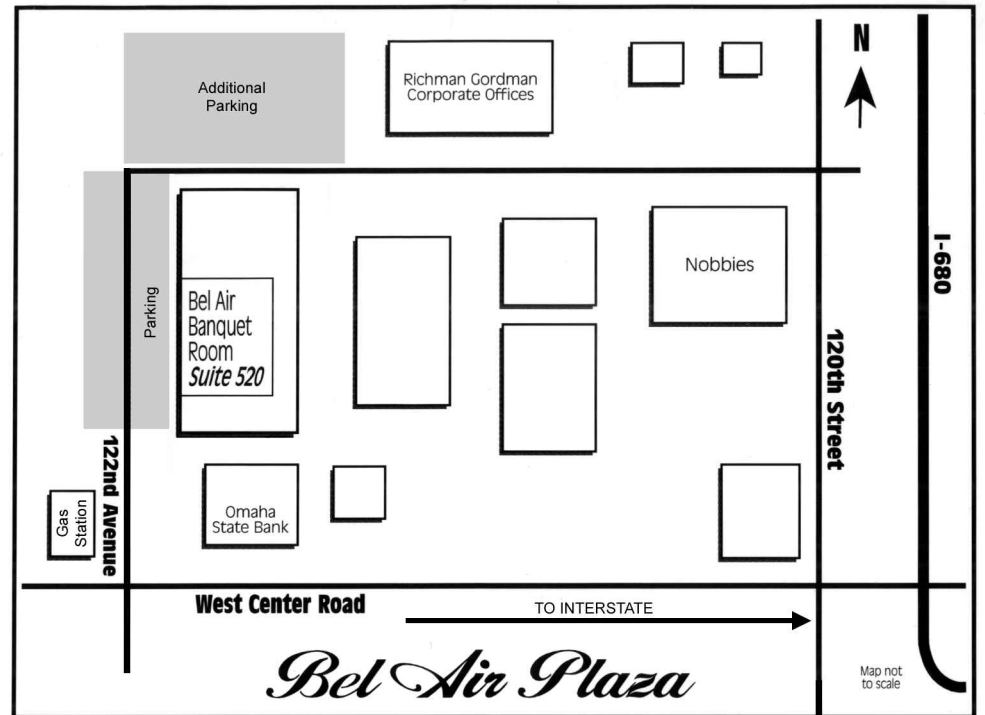 Additional
Parking
Richman Gordman
Corporate Offices
N
I-680
Nobbies
Parking
Bel Air
Banquet
Room
Suite 520
120th Street
122nd Avenue
Gas
Station
Omaha
State Bank
West Center Road
TO INTERSTATE
Bel Air Plaza
Map not
to scale